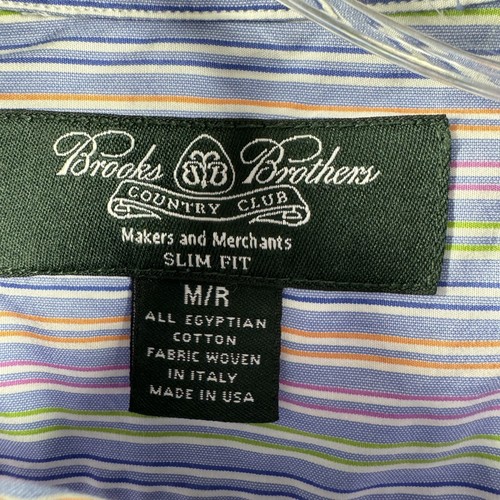 Brooks BB Brothers
COUNTRY CLUB
Makers and Merchants
SLIM FIT
M/R
ALL EGYPTIAN
COTTON
FABRIC WOVEN
IN ITALY
MADE IN USA